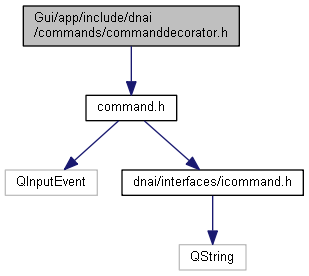 Gui/app/include/dnai
/commands/commanddecorator.h
command.h
QInputEvent
dnai/interfaces/icommand.h
QString